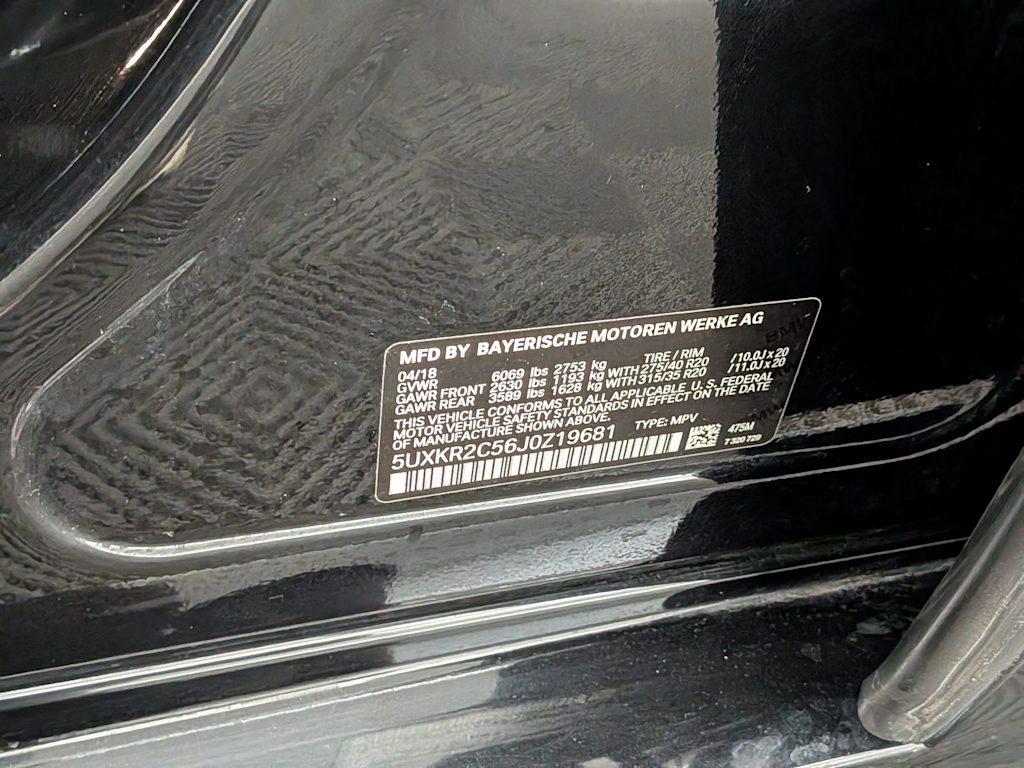 MFD BY BAYERISCHE MOTOREN WERKE AG
04/18 TIRE / RIM
GVWR 6069 lbs 2753 kg
GAWR FRONT 2630 lbs 1193 kg WITH 275/40 R20 /10.0J x 20
GAWR REAR 3589 lbs 1628 kg WITH 315/35 R20 /11.0J x 20
THIS VEHICLE CONFORMS TO ALL APPLICABLE U. S. FEDERAL
MOTOR VEHICLE SAFETY STANDARDS IN EFFECT ON THE DATE
OF MANUFACTURE SHOWN ABOVE.
5UXKR2C56J0Z19681 TYPE: MPV 475M
7 320 729